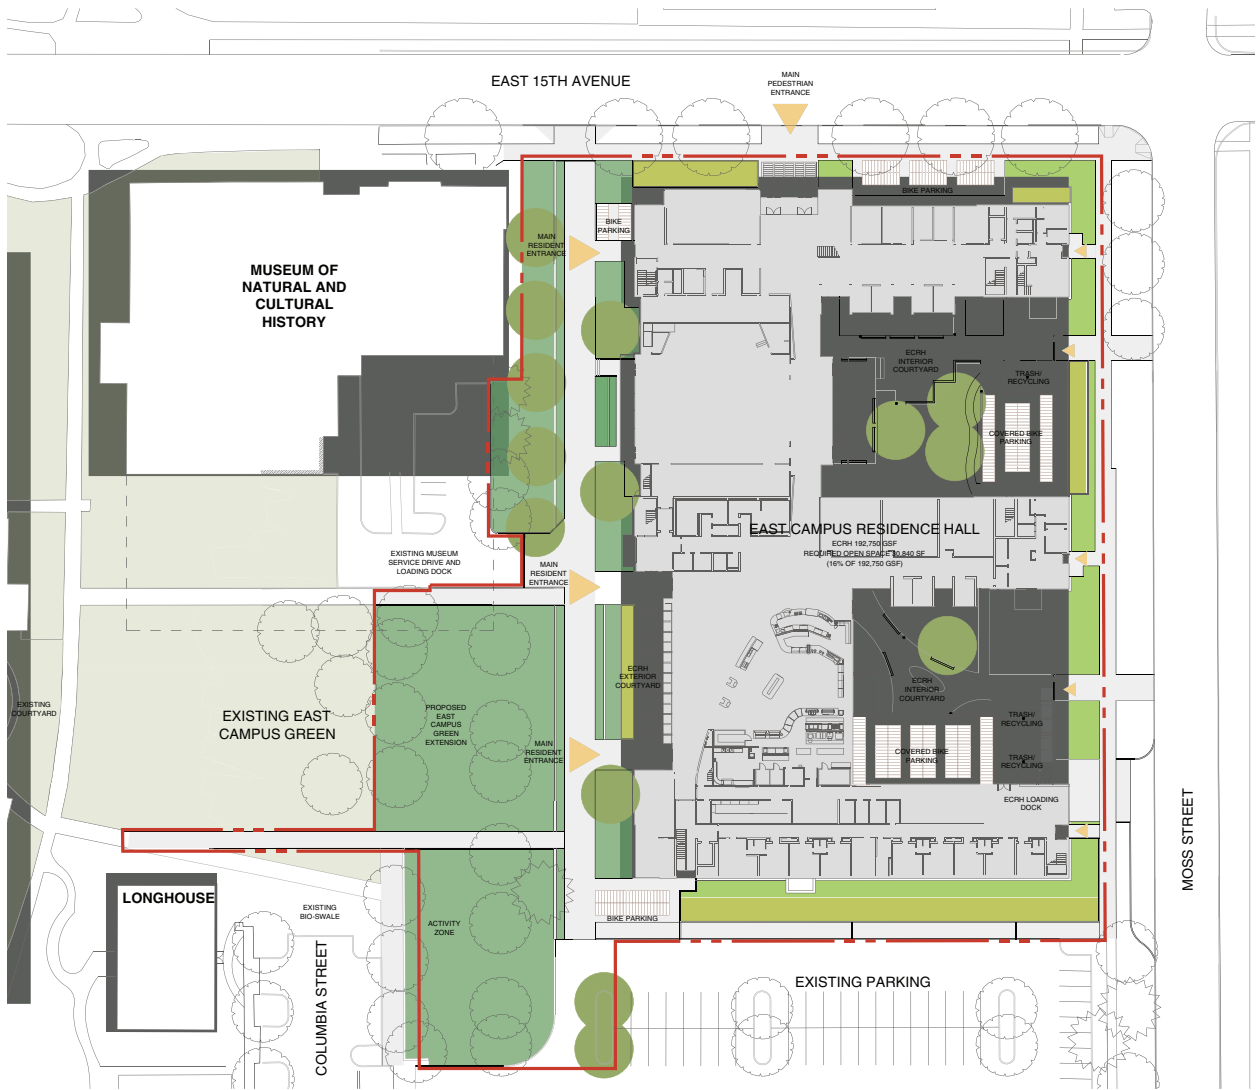 EAST 15TH AVENUE
MAIN
PEDESTRIAN
ENTRANCE
BIKE PARKING
BIKE
PARKING
MAIN
RESIDENT
ENTRANCE
MUSEUM OF
NATURAL AND
CULTURAL
HISTORY
ECRH
INTERIOR
COURTYARD
TRASH/
RECYCLING
COVERED BIKE
PARKING
EAST CAMPUS RESIDENCE HALL
ECRH 192,750 GSF
REQUIRED OPEN SPACE 30,840 SF
(16% OF 192,750 GSF)
EXISTING MUSEUM
SERVICE DRIVE AND
LOADING DOCK
MAIN
RESIDENT
ENTRANCE
ECRH
EXTERIOR
COURTYARD
ECRH
INTERIOR
COURTYARD
EXISTING
COURTYARD
EXISTING EAST
CAMPUS GREEN
PROPOSED
EAST
CAMPUS
GREEN
EXTENSION
MAIN
RESIDENT
ENTRANCE
TRASH/
RECYCLING
COVERED BIKE
PARKING
TRASH/
RECYCLING
ECRH LOADING
DOCK
MOSS STREET
LONGHOUSE
EXISTING
BIO-SWALE
ACTIVITY
ZONE
BIKE PARKING
COLUMBIA STREET
EXISTING PARKING